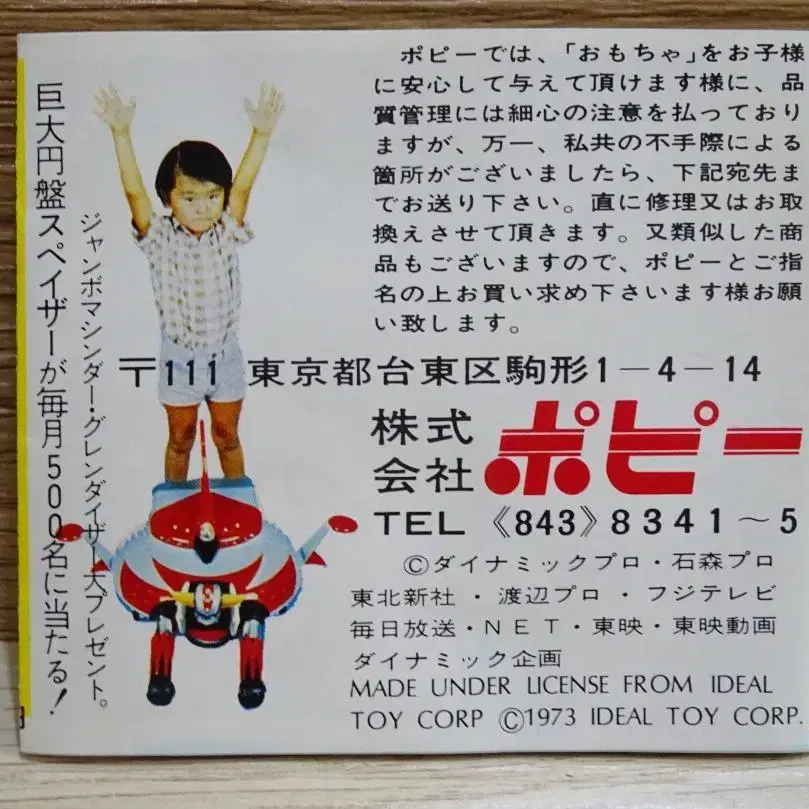 巨大円盤スペイザーが毎月500名に当たる!
ジャンボマシンダー・グレンダイザー大プレゼント。
ポピーでは、「おもちゃ」をお子様
に安心して与えて頂けます様に、品
質管理には細心の注意を払っており
ますが、万一、私共の不手際による
箇所がございましたら、下記宛先ま
でお送り下さい。直に修理又はお取
換えさせて頂きます。又類似した商
品もございますので、ポピーとご指
名の上お買い求め下さいます様お願
い致します。
〒111 東京都台東区駒形1-4-14
株式会社ポピー
TEL 《843》8341〜5
©ダイナミックプロ・石森プロ
東北新社・渡辺プロ・フジテレビ
毎日放送・NET・東映・東映動画
ダイナミック企画
MADE UNDER LICENSE FROM IDEAL
TOY CORP ©1973 IDEAL TOY CORP.